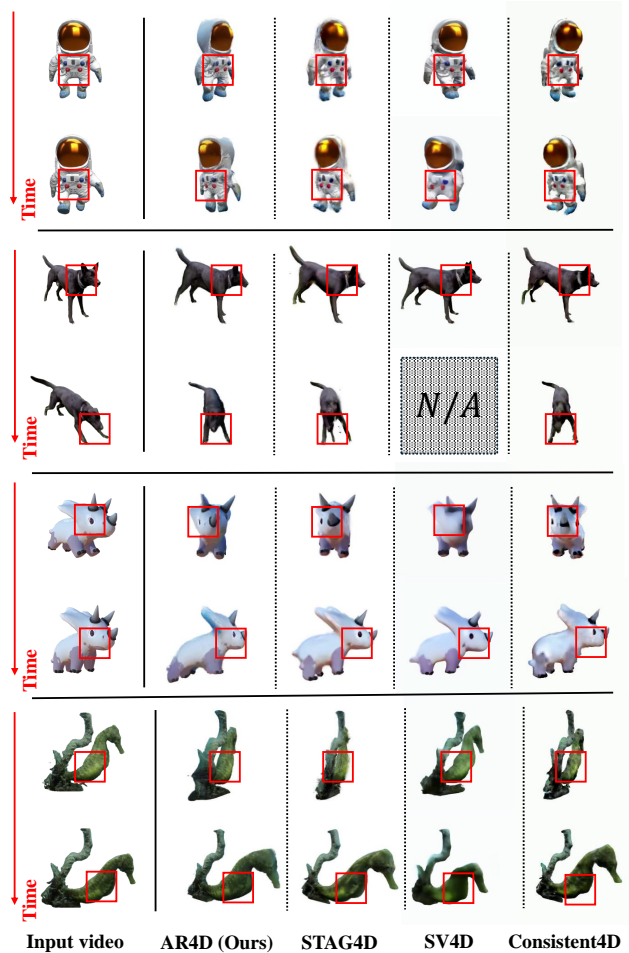 Time
Time
N/A
Time
Time
Input video AR4D (Ours) STAG4D SV4D Consistent4D